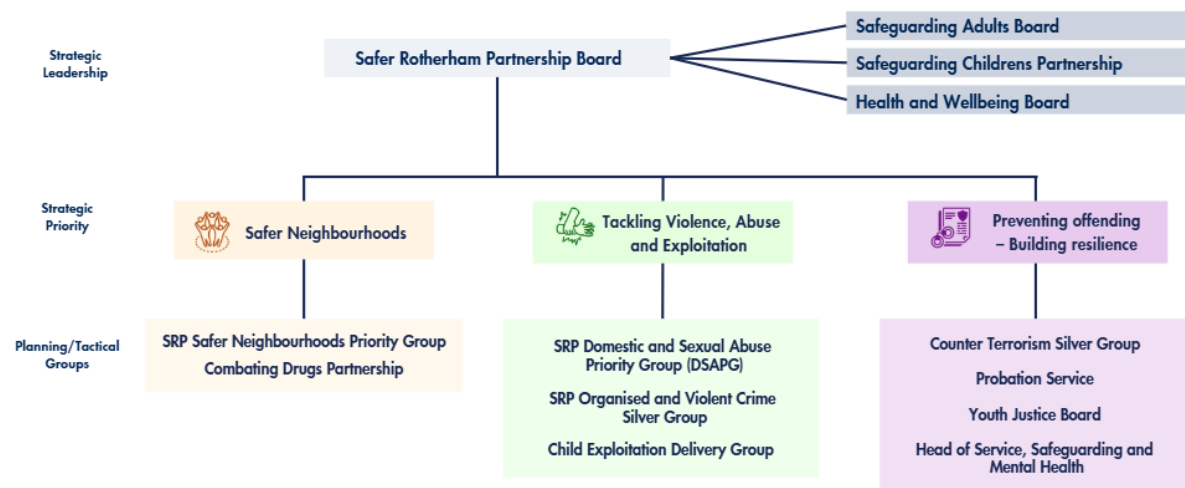 Strategic
Leadership
Safer Rotherham Partnership Board
Safeguarding Adults Board
Safeguarding Childrens Partnership
Health and Wellbeing Board
Strategic
Priority
Safer Neighbourhoods
Tackling Violence, Abuse
and Exploitation
Preventing offending
– Building resilience
Planning/Tactical
Groups
SRP Safer Neighbourhoods Priority Group
Combating Drugs Partnership
SRP Domestic and Sexual Abuse
Priority Group (DSAPG)
SRP Organised and Violent Crime
Silver Group
Child Exploitation Delivery Group
Counter Terrorism Silver Group
Probation Service
Youth Justice Board
Head of Service, Safeguarding and
Mental Health